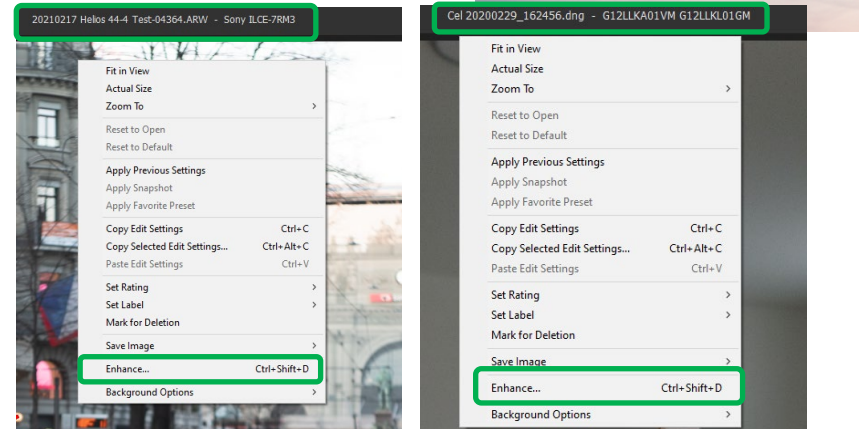 20210217 Helios 44-4 Test-04364.ARW - Sony ILCE-7RM3
Fit in View
Actual Size
Zoom To >
Reset to Open
Reset to Default
Apply Previous Settings
Apply Snapshot
Apply Favorite Preset
Copy Edit Settings Ctrl+C
Copy Selected Edit Settings... Ctrl+Alt+C
Paste Edit Settings Ctrl+V
Set Rating >
Set Label >
Mark for Deletion
Save Image >
Enhance... Ctrl+Shift+D
Background Options >
Cel 20200229_162456.dng - G12LLKA01VM G12LLKL01GM
Fit in View
Actual Size
Zoom To >
Reset to Open
Reset to Default
Apply Previous Settings
Apply Snapshot
Apply Favorite Preset
Copy Edit Settings Ctrl+C
Copy Selected Edit Settings... Ctrl+Alt+C
Paste Edit Settings Ctrl+V
Set Rating >
Set Label >
Mark for Deletion
Save Image >
Enhance... Ctrl+Shift+D
Background Options >